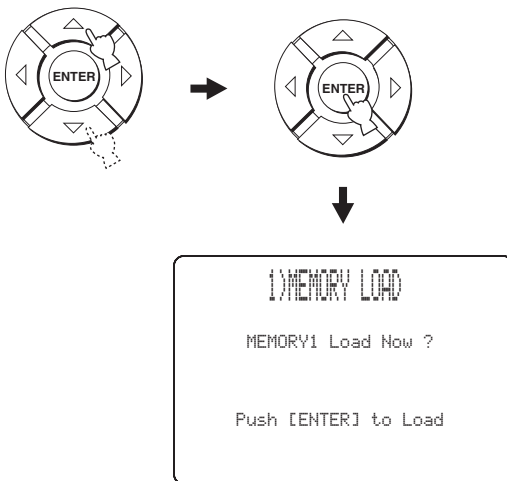 ENTER
ENTER
1)MEMORY LOAD
MEMORY1 Load Now ?
Push [ENTER] to Load